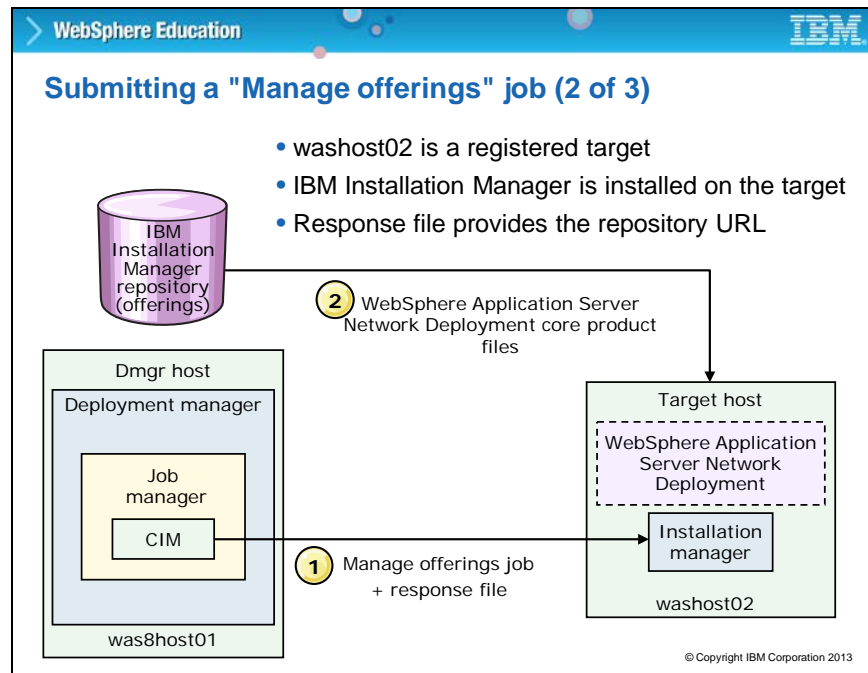 WebSphere Education
IBM
Submitting a "Manage offerings" job (2 of 3)
• washost02 is a registered target
• IBM Installation Manager is installed on the target
• Response file provides the repository URL
IBM
Installation
Manager
repository
(offerings)
2 WebSphere Application Server
Network Deployment core product
files
Dmgr host
Deployment manager
Job
manager
CIM
was8host01
1 Manage offerings job
+ response file
Target host
WebSphere Application
Server Network
Deployment
Installation
manager
washost02
© Copyright IBM Corporation 2013